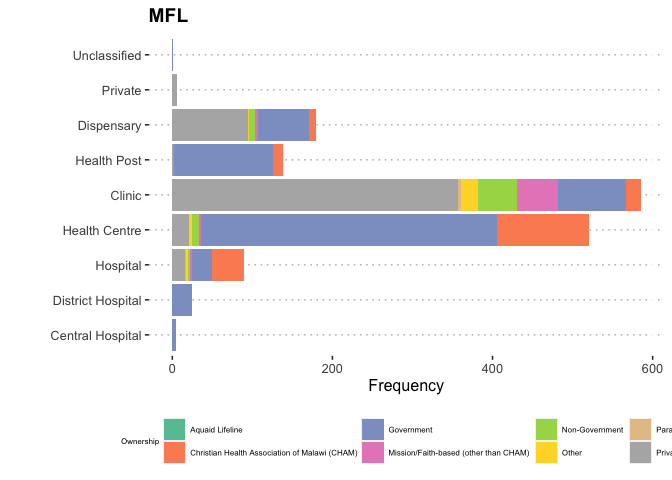 MFL
Unclassified
Private
Dispensary
Health Post
Clinic
Health Centre
Hospital
District Hospital
Central Hospital
0 200 400 600
Frequency
Ownership
Aquaid Lifeline Government Non-Government Para
Christian Health Association of Malawi (CHAM) Mission/Faith-based (other than CHAM) Other Priva